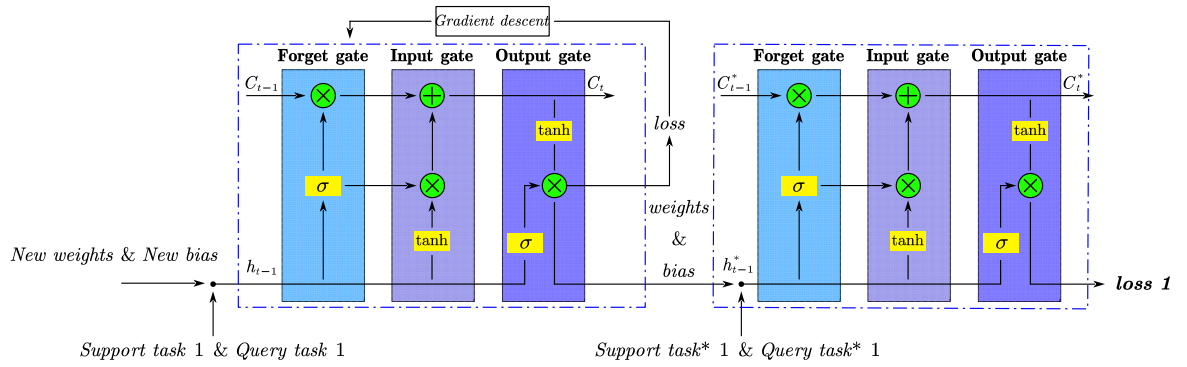 Gradient descent
Forget gate Input gate Output gate
Forget gate Input gate Output gate
C_{t−1} × + C_t
C*_{t−1} × + C*_t
tanh
tanh
loss
σ × ×
σ × ×
weights
&
bias
tanh σ
tanh σ
New weights & New bias
h_{t−1}
h*_{t−1}
loss 1
Support task 1 & Query task 1
Support task* 1 & Query task* 1